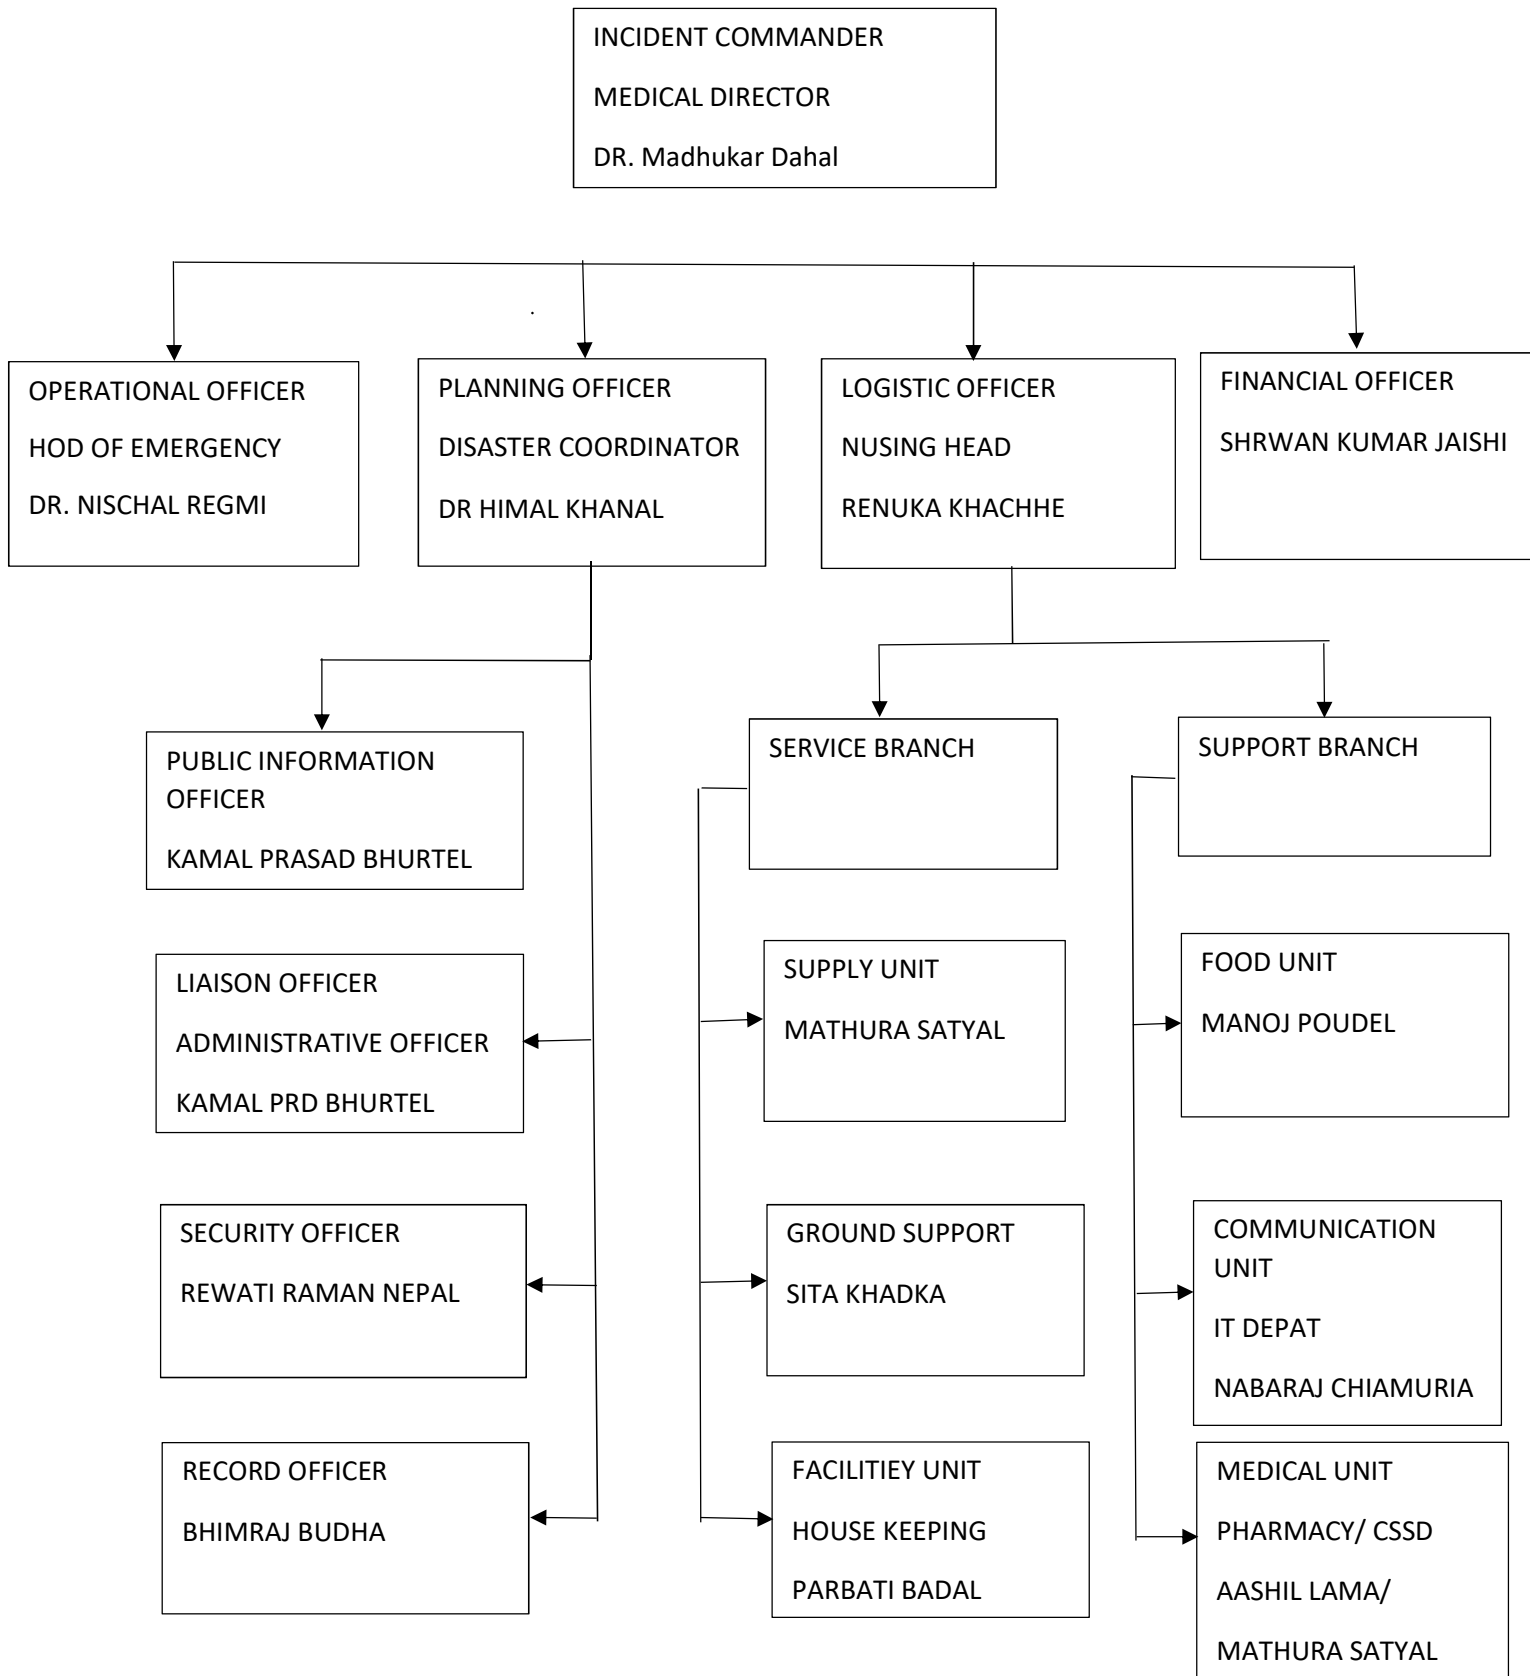 INCIDENT COMMANDER
MEDICAL DIRECTOR
DR. Madhukar Dahal
OPERATIONAL OFFICER
HOD OF EMERGENCY
DR. NISCHAL REGMI
PLANNING OFFICER
DISASTER COORDINATOR
DR HIMAL KHANAL
LOGISTIC OFFICER
NUSING HEAD
RENUKA KHACHHE
FINANCIAL OFFICER
SHRWAN KUMAR JAISHI
PUBLIC INFORMATION
OFFICER
KAMAL PRASAD BHURTEL
SERVICE BRANCH
SUPPORT BRANCH
LIAISON OFFICER
ADMINISTRATIVE OFFICER
KAMAL PRD BHURTEL
SUPPLY UNIT
MATHURA SATYAL
FOOD UNIT
MANOJ POUDEL
SECURITY OFFICER
REWATI RAMAN NEPAL
GROUND SUPPORT
SITA KHADKA
COMMUNICATION
UNIT
IT DEPAT
NABARAJ CHIAMURIA
RECORD OFFICER
BHIMRAJ BUDHA
FACILITIEY UNIT
HOUSE KEEPING
PARBATI BADAL
MEDICAL UNIT
PHARMACY/ CSSD
AASHIL LAMA/
MATHURA SATYAL